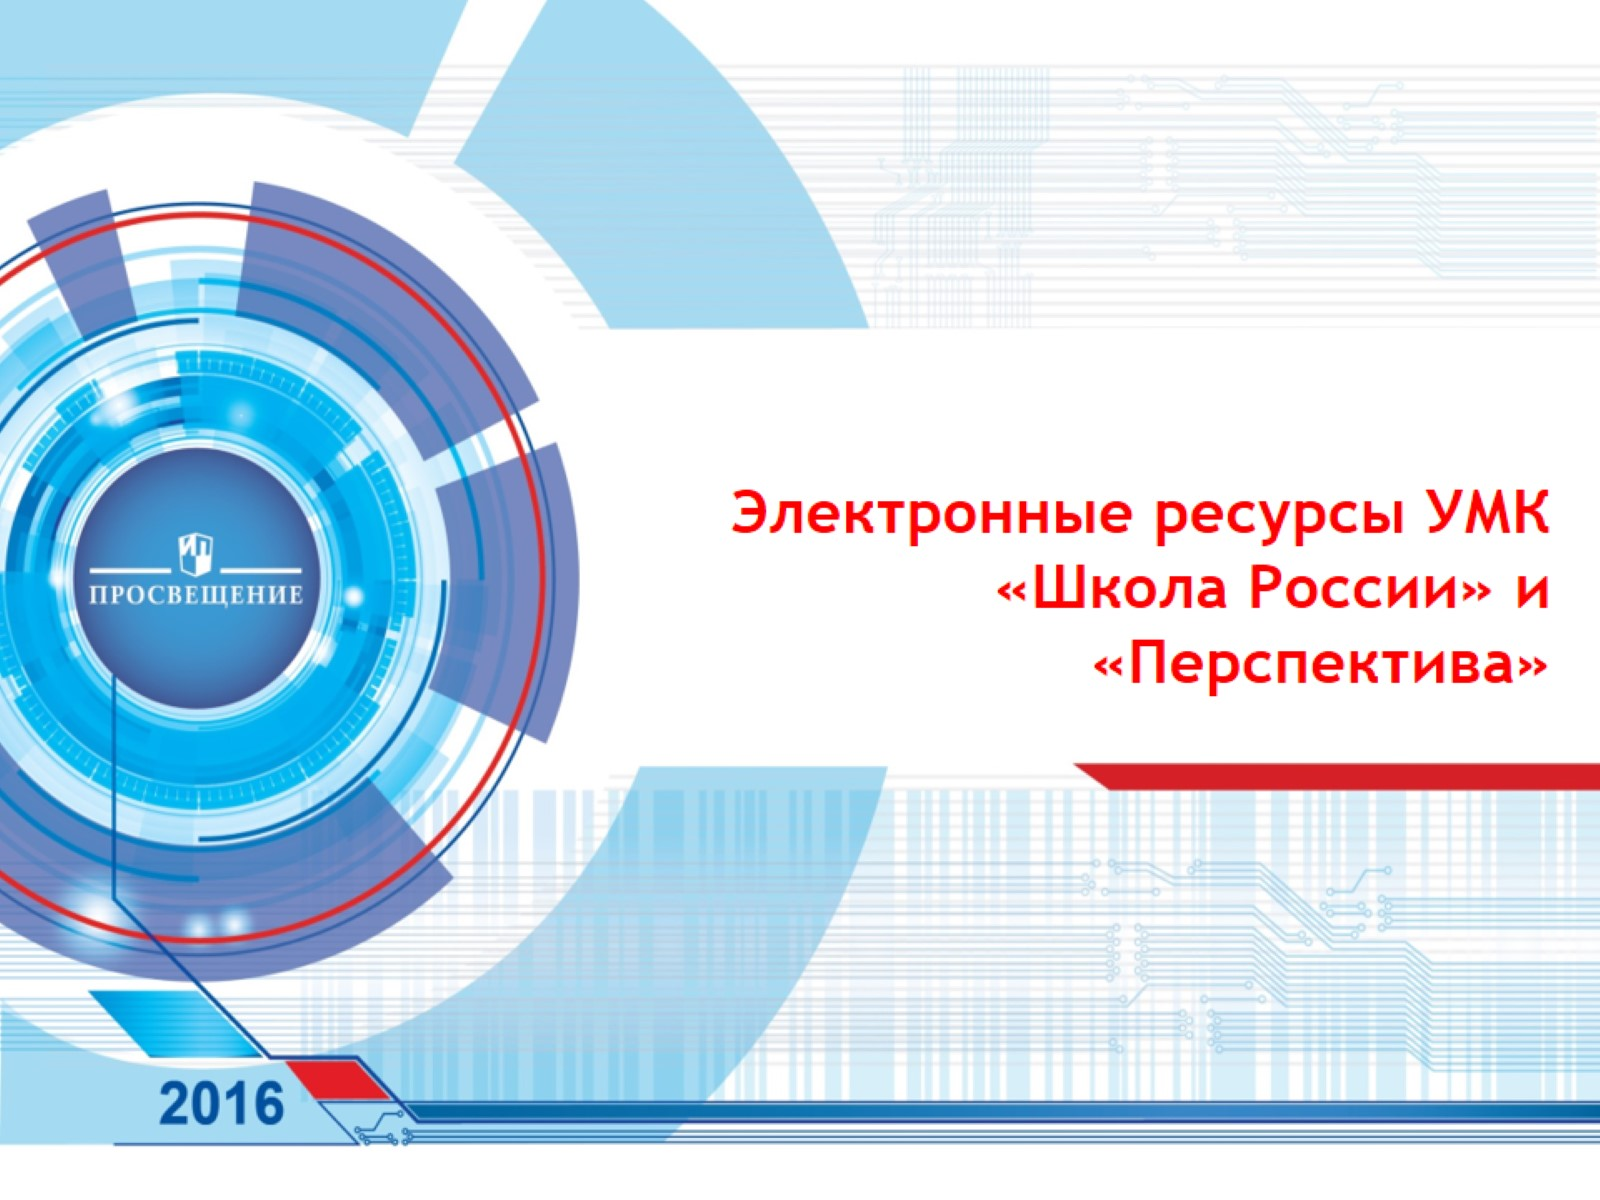 Электронные ресурсы УМК
«Школа России» и
«Перспектива»
ПРОСВЕЩЕНИЕ
2016